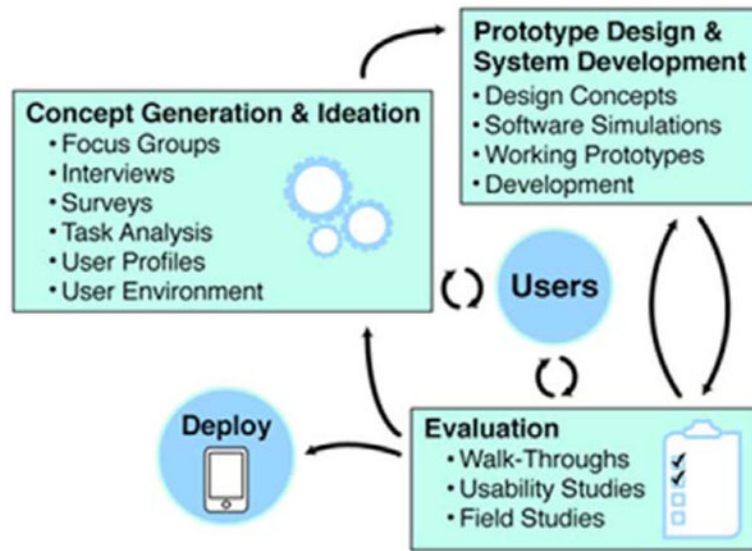 Prototype Design &
System Development
• Design Concepts
• Software Simulations
• Working Prototypes
• Development
Concept Generation & Ideation
• Focus Groups
• Interviews
• Surveys
• Task Analysis
• User Profiles
• User Environment
Users
Deploy
Evaluation
• Walk-Throughs
• Usability Studies
• Field Studies